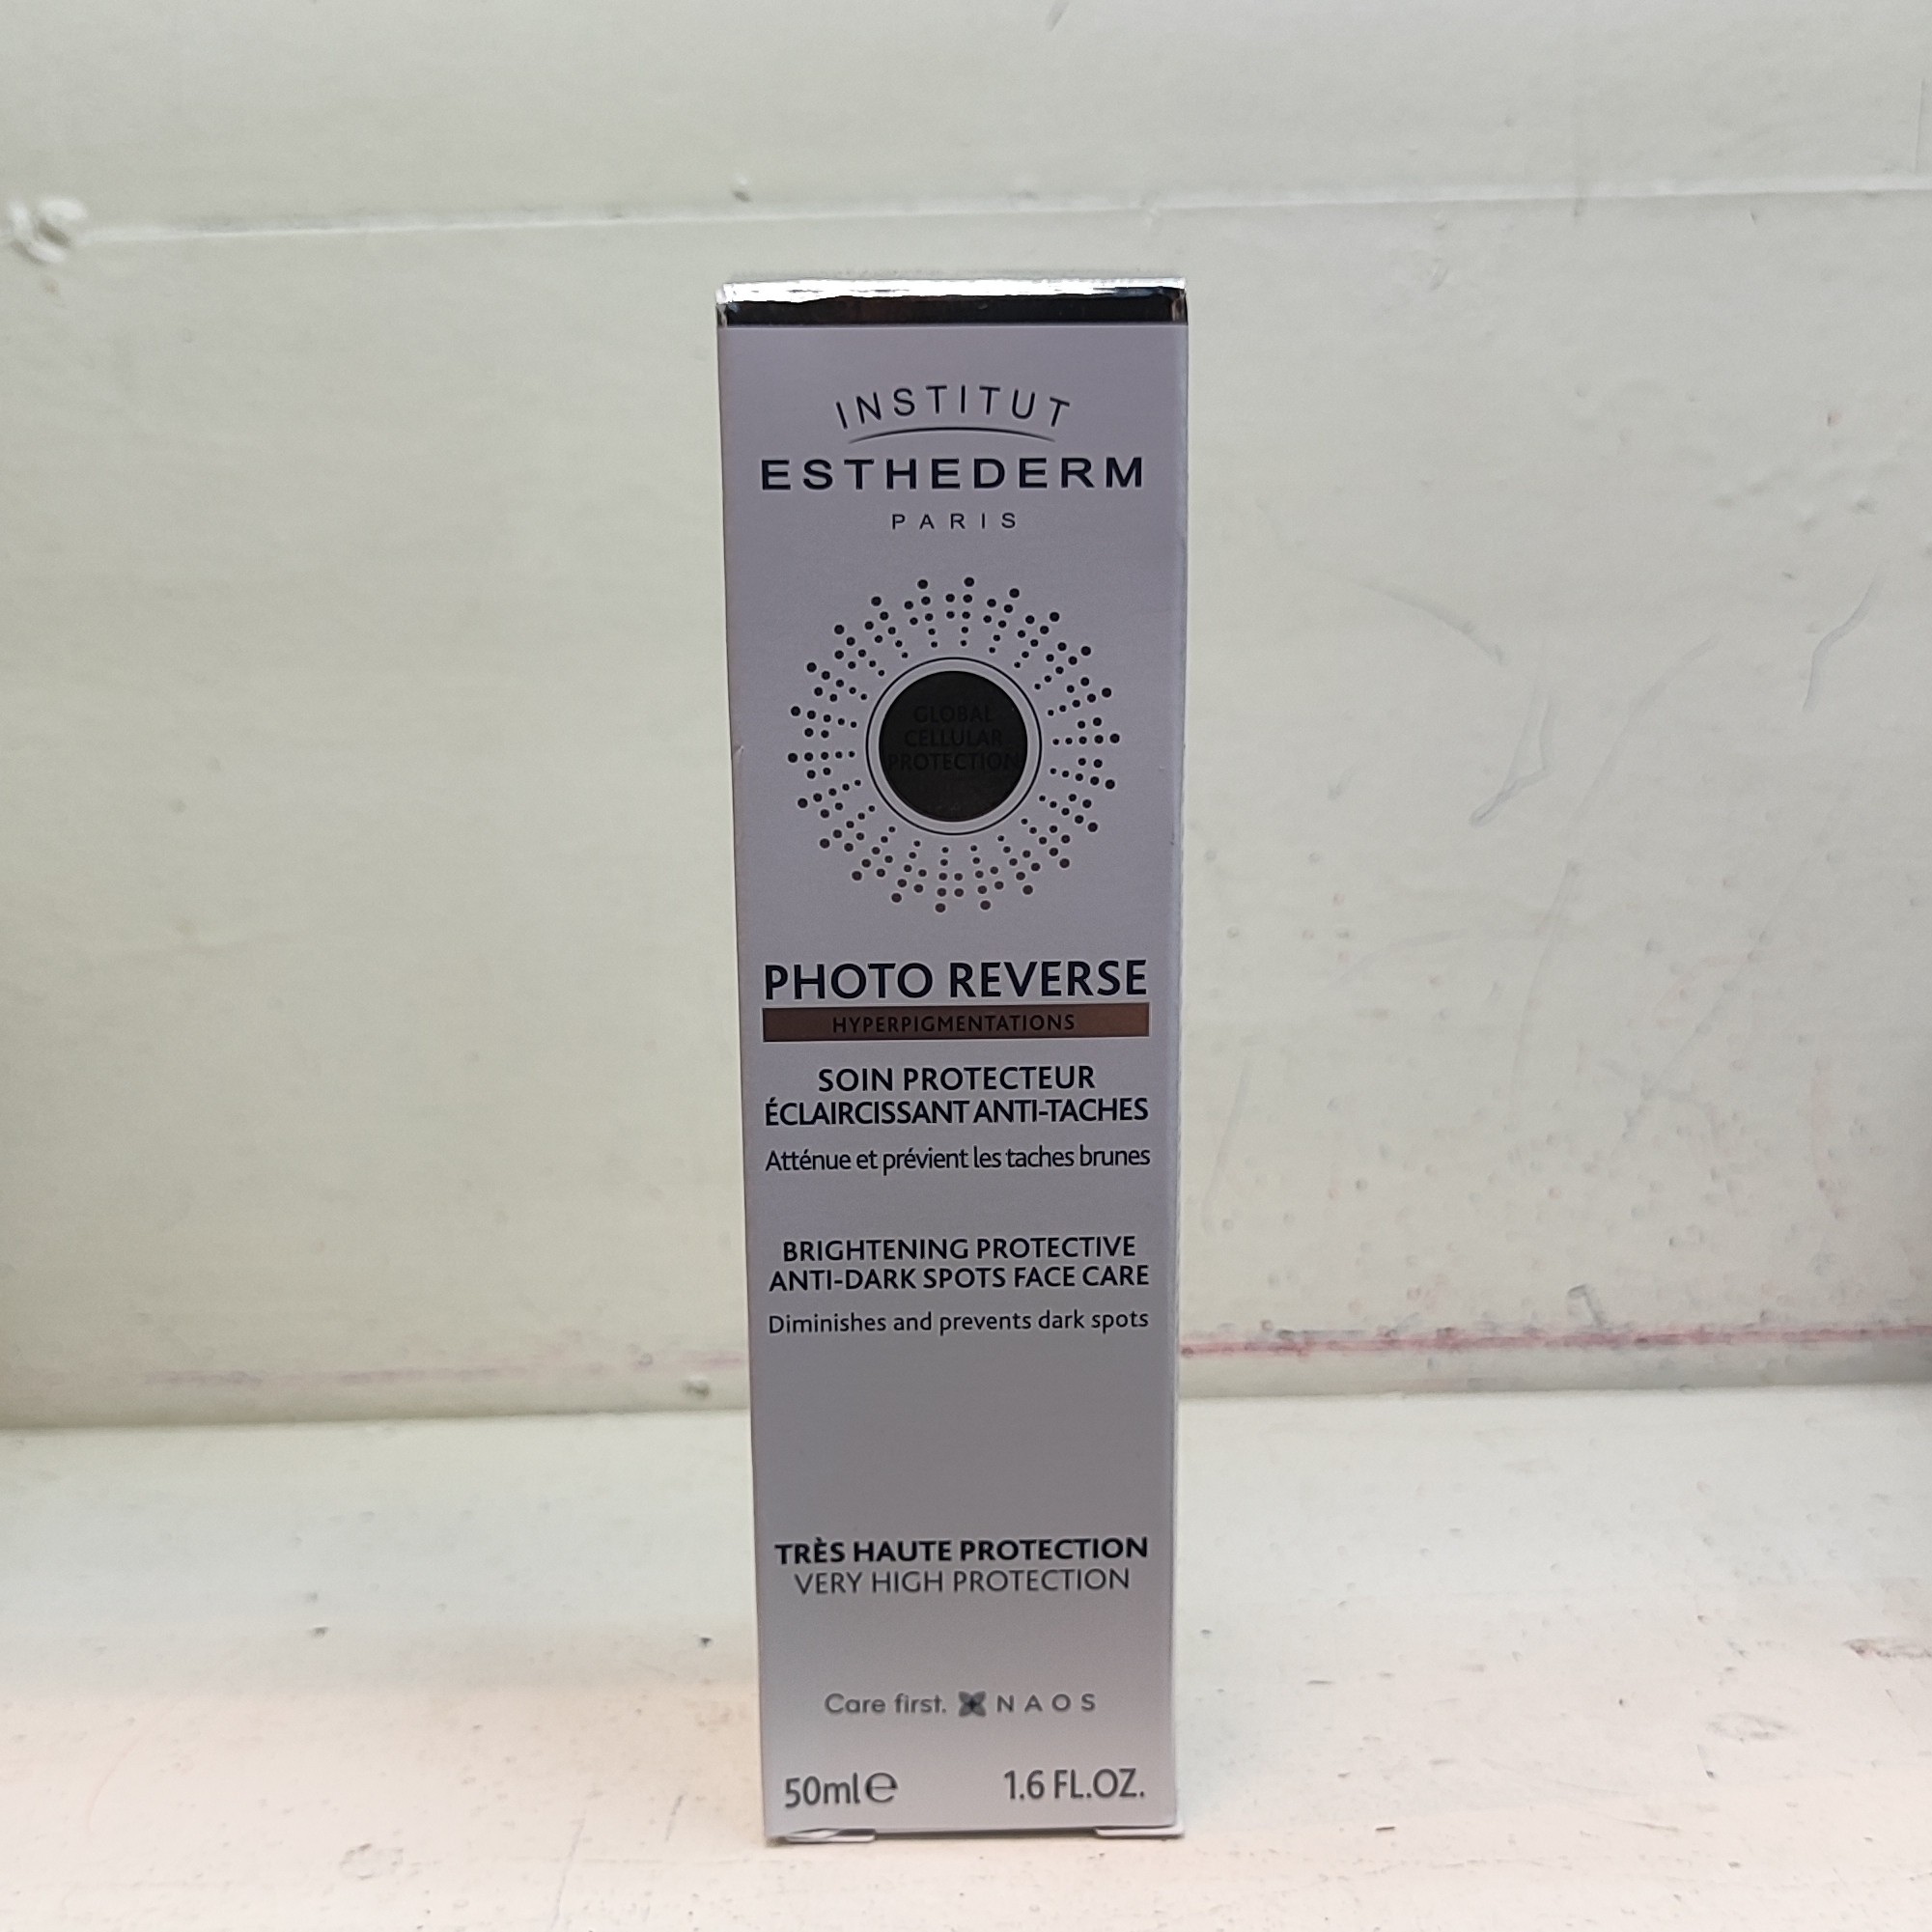 INSTITUT
ESTHEDERM
PARIS
GLOBAL
CELLULAR
PROTECTION
PHOTO REVERSE
HYPERPIGMENTATIONS
SOIN PROTECTEUR
ÉCLAIRCISSANT ANTI-TACHES
Atténue et prévient les taches brunes
BRIGHTENING PROTECTIVE
ANTI-DARK SPOTS FACE CARE
Diminishes and prevents dark spots
TRÈS HAUTE PROTECTION
VERY HIGH PROTECTION
Care first. NAOS
50ml℮ 1.6 FL.OZ.